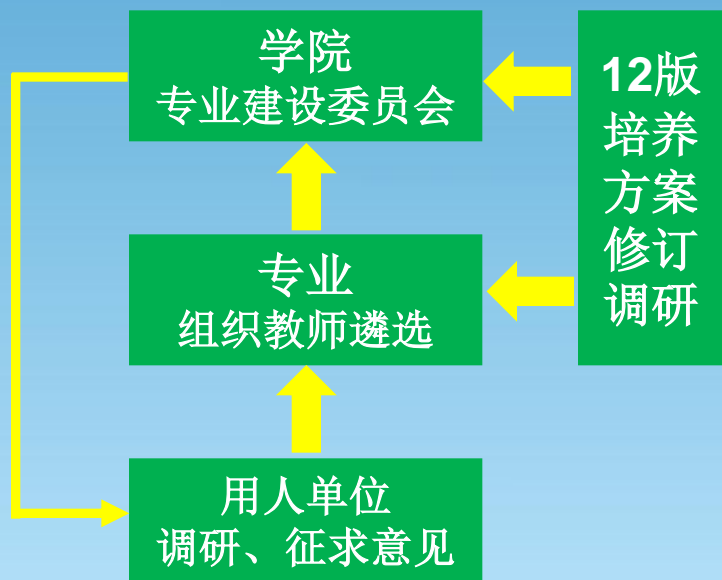 学院
专业建设委员会
专业
组织教师遴选
用人单位
调研、征求意见
12版
培养
方案
修订
调研